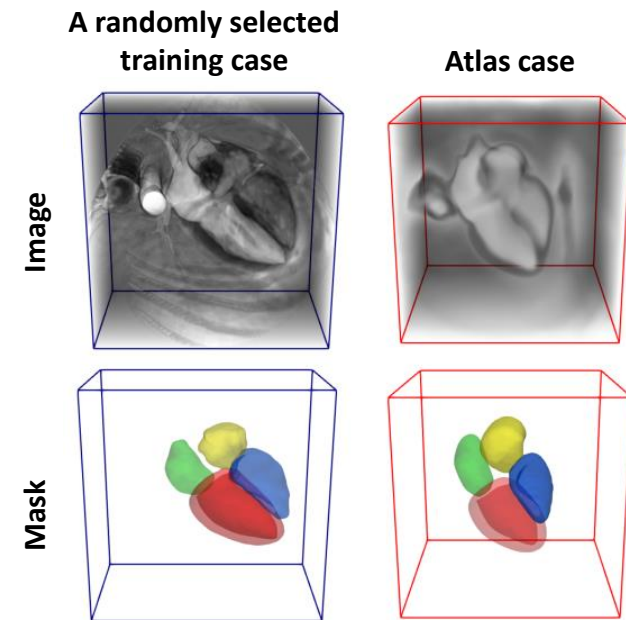 A randomly selected
training case
Atlas case
Image
Mask